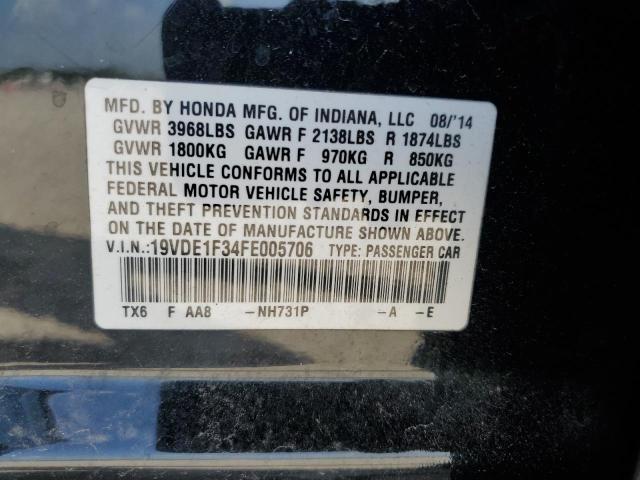 MFD. BY HONDA MFG. OF INDIANA, LLC 08/'14
GVWR 3968LBS GAWR F 2138LBS R 1874LBS
GVWR 1800KG GAWR F 970KG R 850KG
THIS VEHICLE CONFORMS TO ALL APPLICABLE
FEDERAL MOTOR VEHICLE SAFETY, BUMPER,
AND THEFT PREVENTION STANDARDS IN EFFECT
ON THE DATE OF MANUFACTURE SHOWN ABOVE.
V.I.N.:19VDE1F34FE005706 TYPE: PASSENGER CAR
TX6 F AA8 -NH731P -A -E